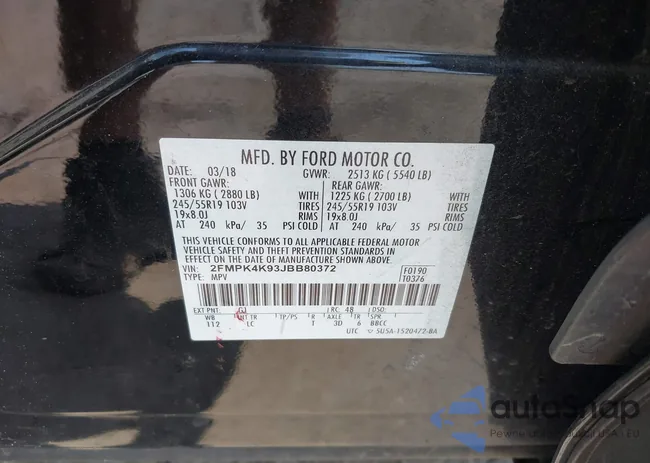 MFD. BY FORD MOTOR CO.
DATE: 03/18 GVWR: 2513 KG ( 5540 LB)
FRONT GAWR: REAR GAWR:
1306 KG ( 2880 LB) WITH 1225 KG ( 2700 LB) WITH
245/55R19 103V TIRES 245/55R19 103V TIRES
19x8.0J RIMS 19x8.0J RIMS
AT 240 kPa/ 35 PSI COLD AT 240 kPa/ 35 PSI COLD
THIS VEHICLE CONFORMS TO ALL APPLICABLE FEDERAL MOTOR
VEHICLE SAFETY AND THEFT PREVENTION STANDARDS IN
EFFECT ON THE DATE OF MANUFACTURE SHOWN ABOVE.
VIN: 2FMPK4K93JBB80372 F0190
TYPE: MPV T0376
EXT PNT: RC: 48 DSO:
WB INT TR TP/PS R AXLE TR SPR
112 LC 1 3D 6 BBCC
UTC 5U5A-1520472-BA
autoSnap